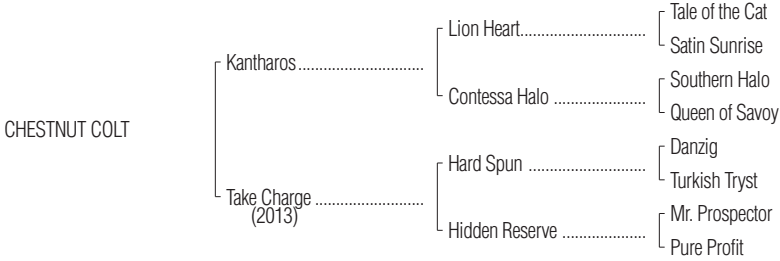 Tale of the Cat
Lion Heart..............................
Satin Sunrise
Kantharos..............................
Southern Halo
Contessa Halo ......................
Queen of Savoy
CHESTNUT COLT
Danzig
Hard Spun ............................
Turkish Tryst
Take Charge ..........................
(2013)
Mr. Prospector
Hidden Reserve ....................
Pure Profit